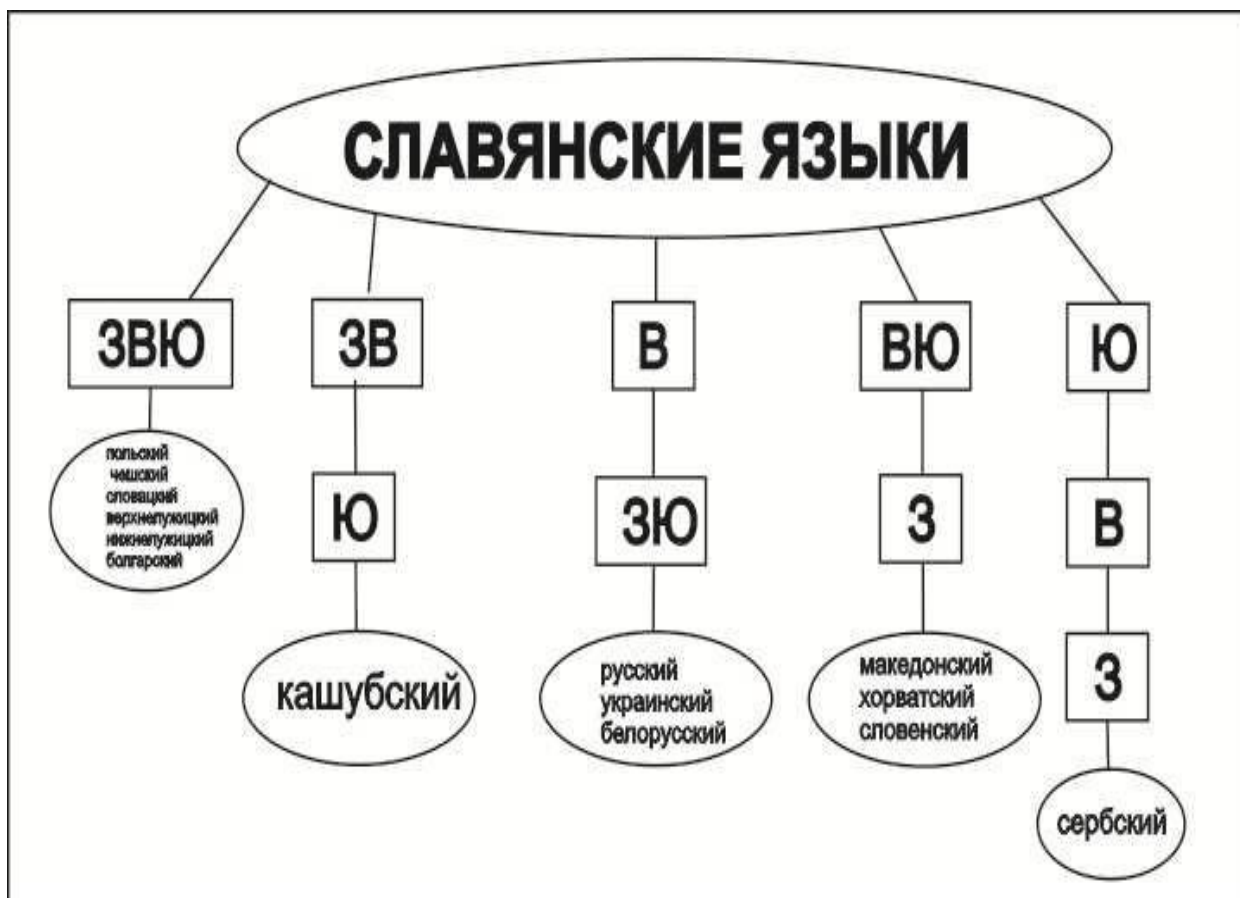 СЛАВЯНСКИЕ ЯЗЫКИ
ЗВЮ
ЗВ
В
ВЮ
Ю
польский
чешский
словацкий
верхнелужицкий
нижнелужицкий
болгарский
Ю
ЗЮ
З
В
кашубский
русский
украинский
белорусский
македонский
хорватский
словенский
З
сербский